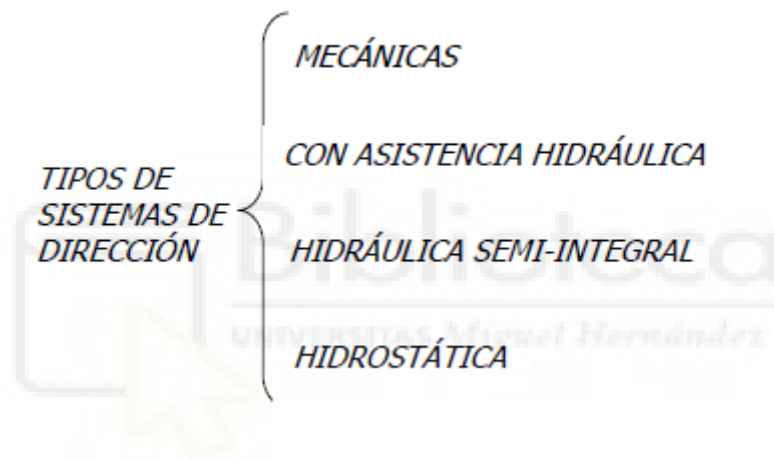 MECÁNICAS
CON ASISTENCIA HIDRÁULICA
TIPOS DE
SISTEMAS DE
DIRECCIÓN
HIDRÁULICA SEMI-INTEGRAL
HIDROSTÁTICA
Biblioteca
UNIVERSITAS Miguel Hernández